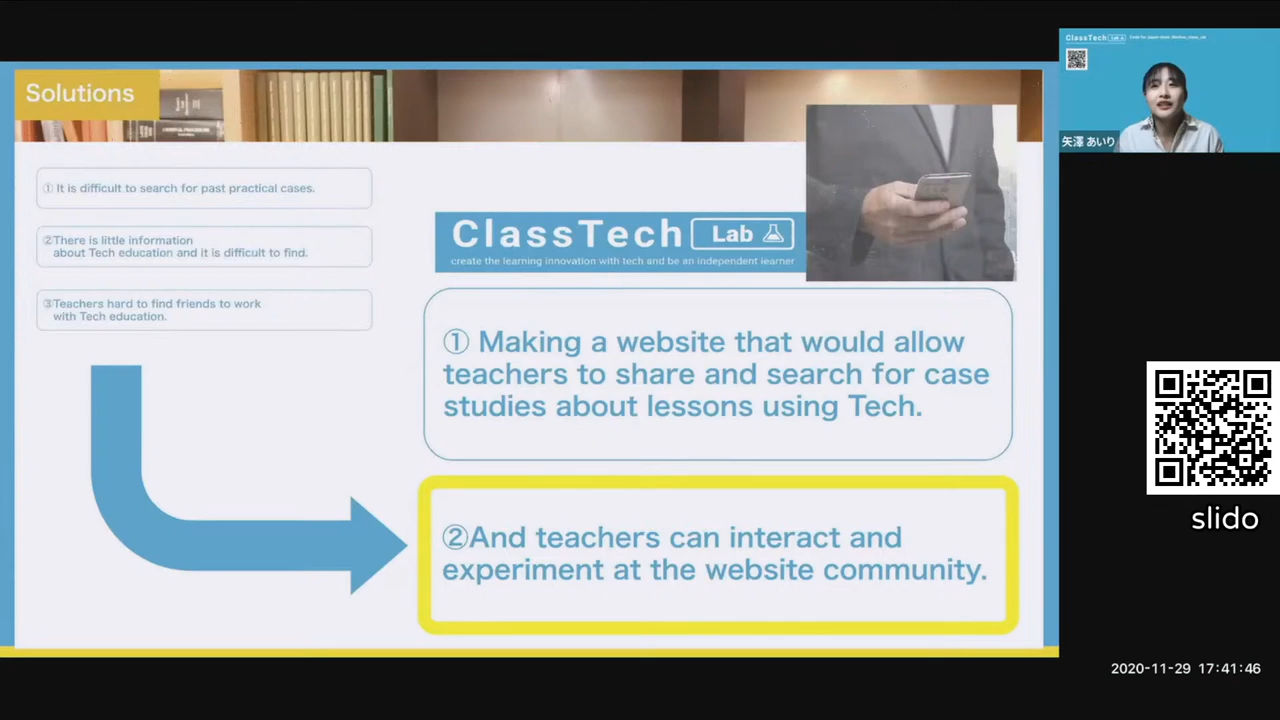 Solutions
① It is difficult to search for past practical cases.
②There is little information
about Tech education and it is difficult to find.
③Teachers hard to find friends to work
with Tech education.
ClassTech Lab
create the learning innovation with tech and be an independent learner
① Making a website that would allow
teachers to share and search for case
studies about lessons using Tech.
②And teachers can interact and
experiment at the website community.
ClassTech Lab
矢澤 あいり
slido
2020-11-29 17:41:46